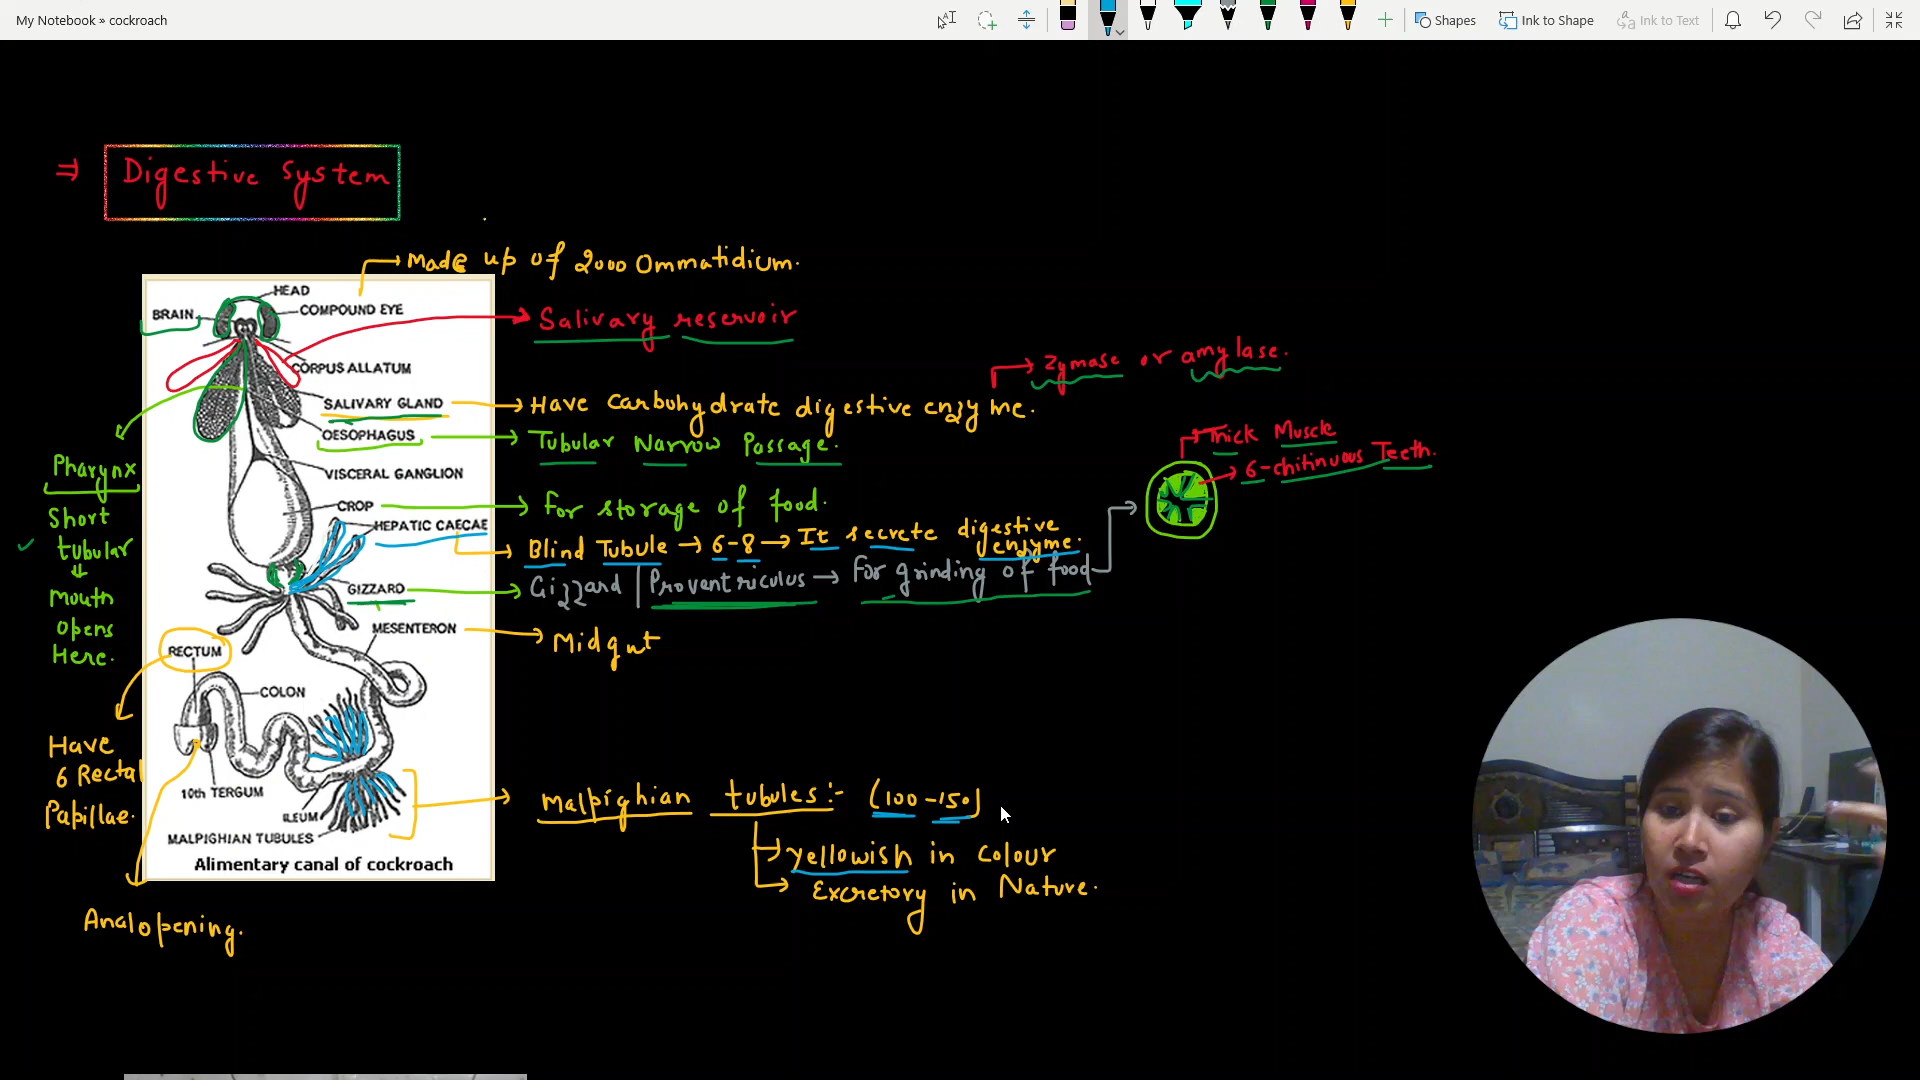 My Notebook » cockroach
Shapes
Ink to Shape
Ink to Text
⇒ Digestive System
Made up of 2000 Ommatidium.
HEAD
COMPOUND EYE
BRAIN
Salivary reservoir
CORPUS ALLATUM
Zymase or amylase.
SALIVARY GLAND
Have Carbohydrate digestive enzyme.
OESOPHAGUS
Tubular Narrow Passage.
Thick Muscle
6-chitinuous Teeth.
Pharynx
Short
tubular
Mouth
opens
Here.
VISCERAL GANGLION
CROP
For storage of food.
HEPATIC CAECAE
Blind Tubule → 6-8 → It secrete digestive
enzyme.
GIZZARD
Gizzard | Proventriculus → For grinding of food
MESENTERON
Midgut
RECTUM
COLON
Have
6 Rectal
Papillae.
10th TERGUM
ILEUM
MALPIGHIAN TUBULES
Malpighian tubules:- (100-150)
yellowish in colour
Excretory in Nature.
Alimentary canal of cockroach
Anal opening.